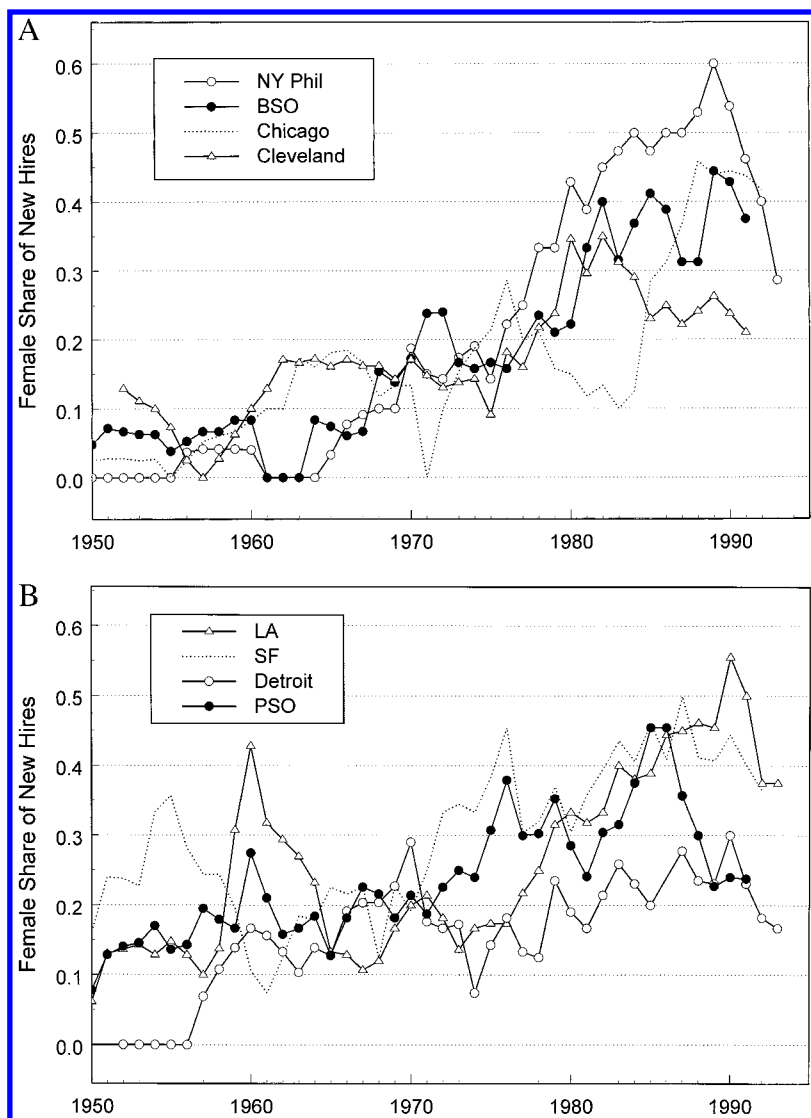 A
NY Phil
BSO
Chicago
Cleveland
Female Share of New Hires
0.6
0.5
0.4
0.3
0.2
0.1
0.0
1950 1960 1970 1980 1990
B
LA
SF
Detroit
PSO
Female Share of New Hires
0.6
0.5
0.4
0.3
0.2
0.1
0.0
1950 1960 1970 1980 1990